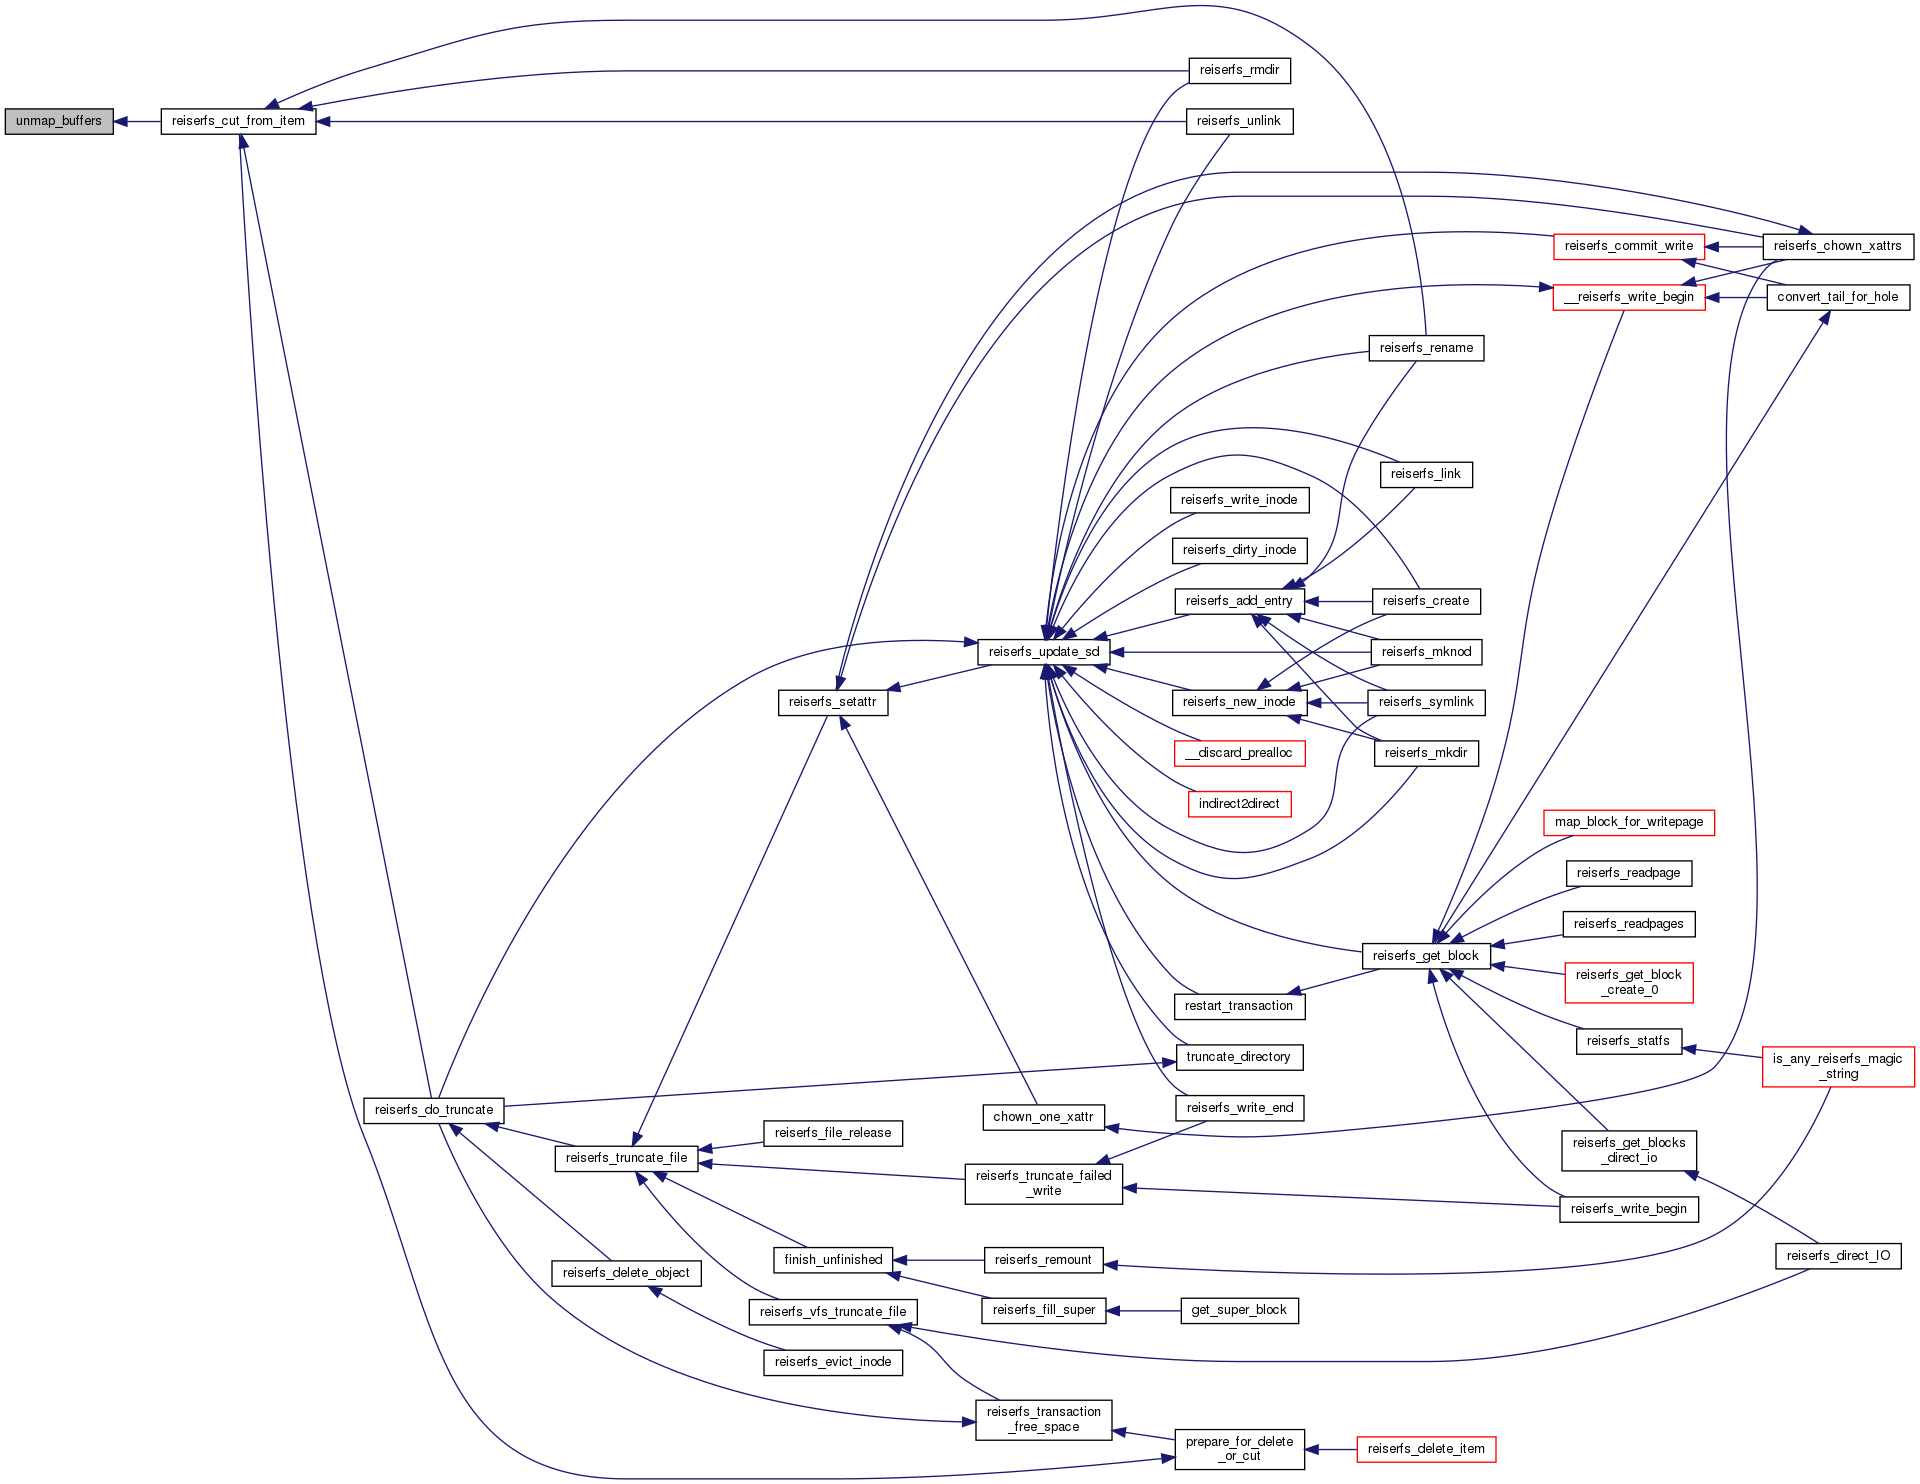 reiserfs_rmdir
unmap_buffers
reiserfs_cut_from_item
reiserfs_unlink
reiserfs_commit_write
reiserfs_chown_xattrs
__reiserfs_write_begin
convert_tail_for_hole
reiserfs_rename
reiserfs_link
reiserfs_write_inode
reiserfs_dirty_inode
reiserfs_add_entry
reiserfs_create
reiserfs_update_sd
reiserfs_mknod
reiserfs_setattr
reiserfs_new_inode
reiserfs_symlink
__discard_prealloc
reiserfs_mkdir
indirect2direct
map_block_for_writepage
reiserfs_readpage
reiserfs_readpages
reiserfs_get_block
reiserfs_get_block
_create_0
restart_transaction
reiserfs_statfs
truncate_directory
is_any_reiserfs_magic
_string
reiserfs_do_truncate
chown_one_xattr
reiserfs_write_end
reiserfs_file_release
reiserfs_truncate_file
reiserfs_get_blocks
_direct_io
reiserfs_truncate_failed
_write
reiserfs_write_begin
finish_unfinished
reiserfs_remount
reiserfs_direct_IO
reiserfs_delete_object
reiserfs_vfs_truncate_file
reiserfs_fill_super
get_super_block
reiserfs_evict_inode
reiserfs_transaction
_free_space
prepare_for_delete
_or_cut
reiserfs_delete_item